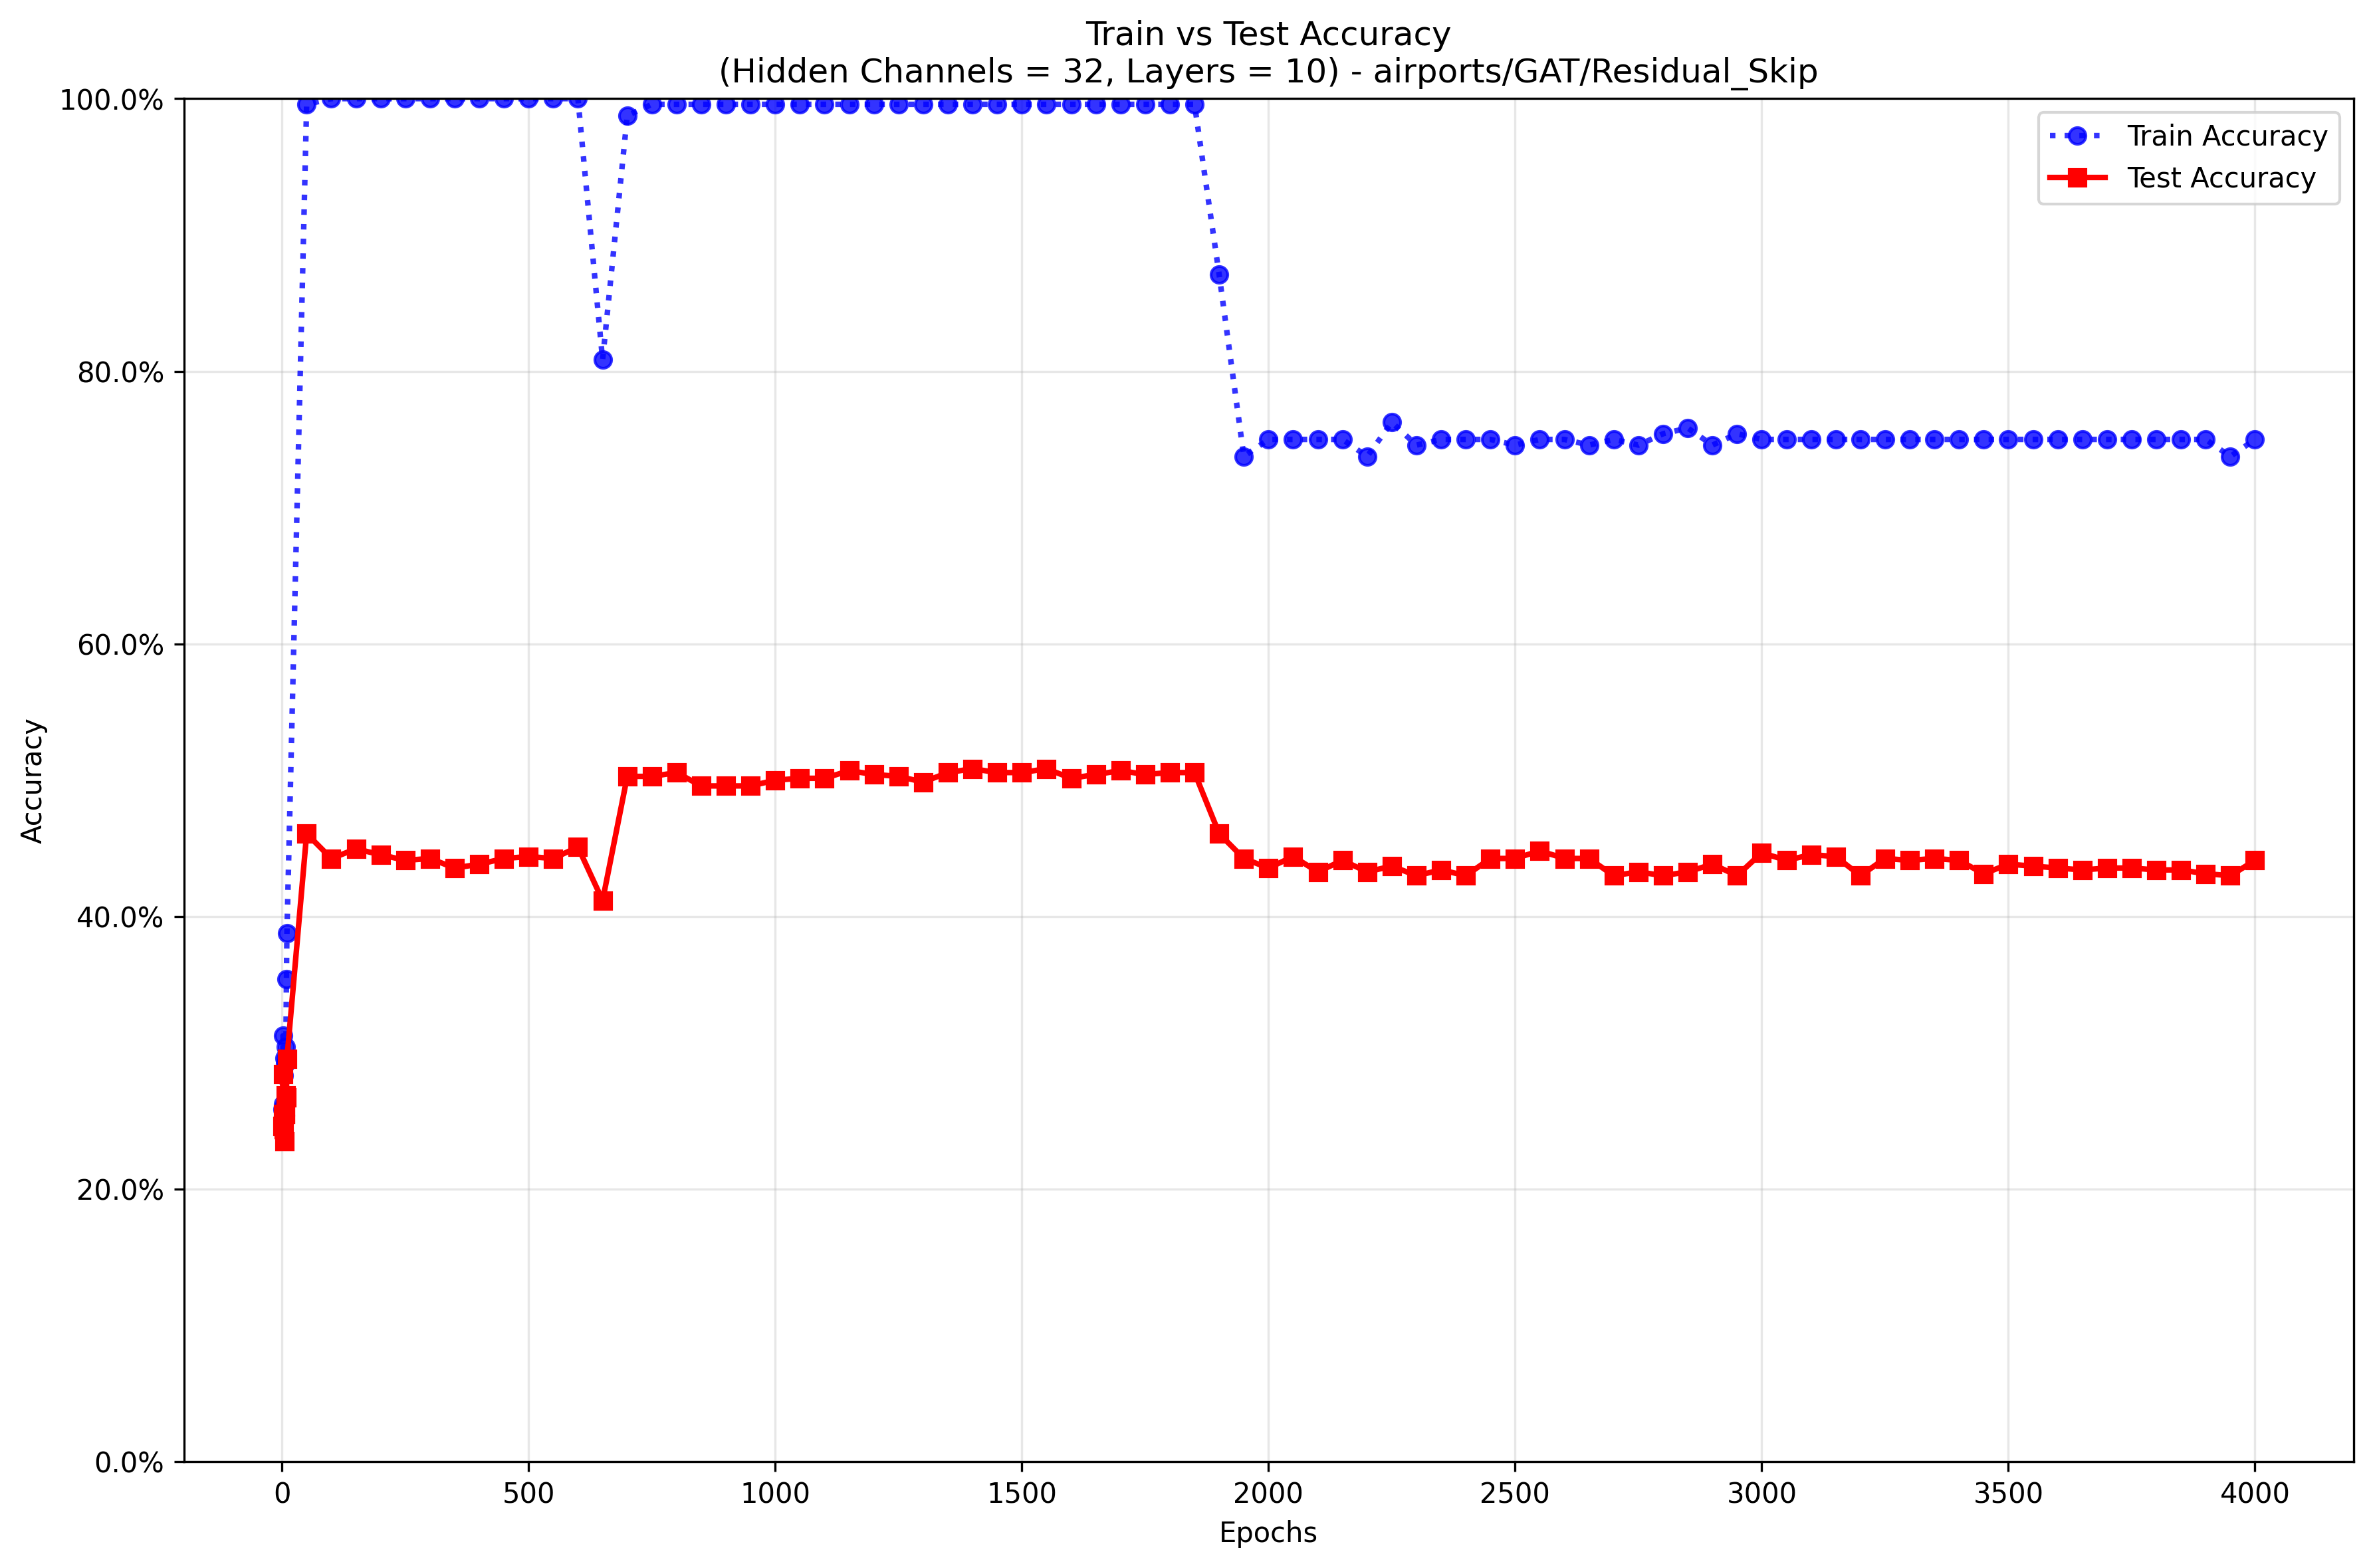 Train vs Test Accuracy
(Hidden Channels = 32, Layers = 10) - airports/GAT/Residual_Skip
100.0%
80.0%
60.0%
40.0%
20.0%
0.0%
Accuracy
Train Accuracy
Test Accuracy
0
500
1000
1500
2000
2500
3000
3500
4000
Epochs